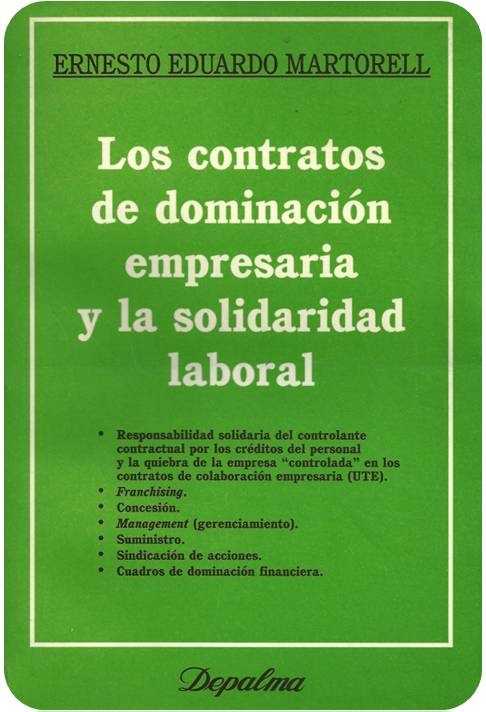 ERNESTO EDUARDO MARTORELL
Los contratos
de dominación
empresaria
y la solidaridad
laboral
• Responsabilidad solidaria del controlante
contractual por los créditos del personal
y la quiebra de la empresa “controlada” en los
contratos de colaboración empresaria (UTE).
• Franchising.
• Concesión.
• Management (gerenciamiento).
• Suministro.
• Sindicación de acciones.
• Cuadros de dominación financiera.
Depalma